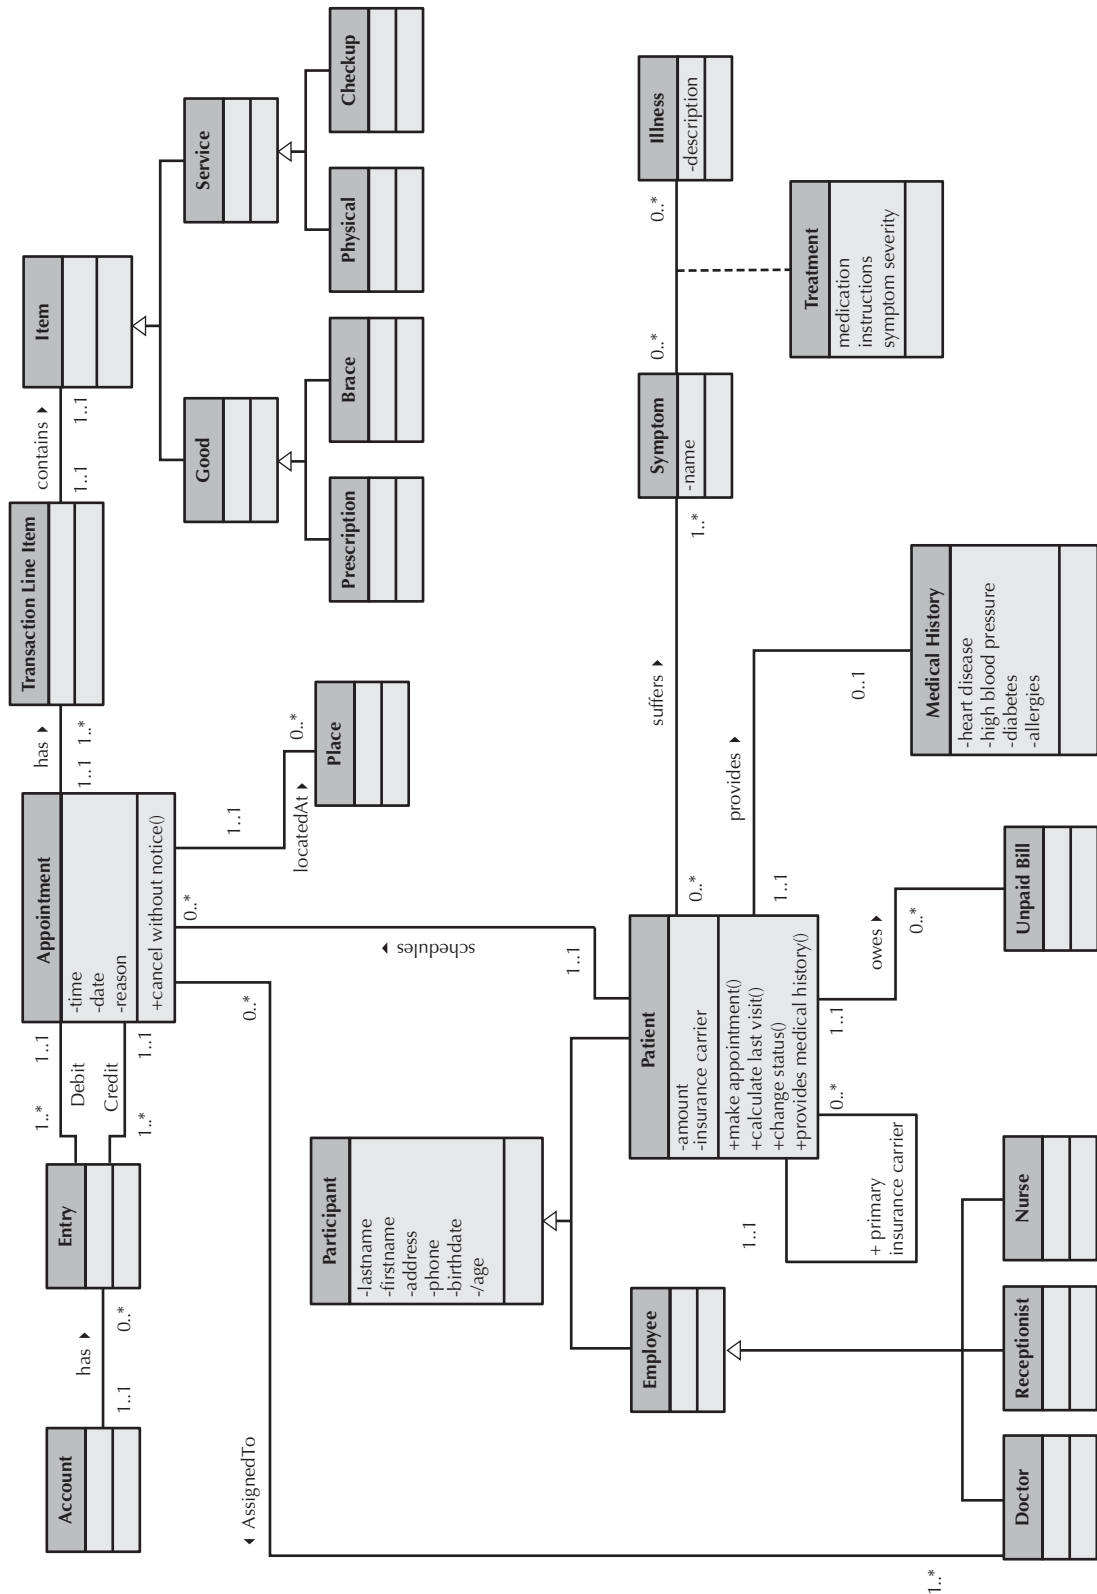 Account
has ▶
1..1
0..*
Entry
1..*
Debit
1..1
1..*
Credit
1..1
Appointment
-time
-date
-reason
+cancel without notice()
has ▶
1..1
1..*
Transaction Line Item
contains ▶
1..1
1..1
Item
Good
Service
Prescription
Brace
Physical
Checkup
1..1
locatedAt ▶
0..*
Place
◀ AssignedTo
1..*
0..*
0..*
schedules ▶
1..1
Participant
-lastname
-firstname
-address
-phone
-birthdate
-/age
Employee
Doctor
Receptionist
Nurse
Patient
-amount
-insurance carrier
+make appointment()
+calculate last visit()
+change status()
+provides medical history()
1..1
0..*
+ primary
insurance carrier
1..1
owes ▶
0..*
Unpaid Bill
1..1
provides ▶
0..1
Medical History
-heart disease
-high blood pressure
-diabetes
-allergies
0..*
suffers ▶
1..*
Symptom
-name
0..*
0..*
Illness
-description
Treatment
medication
instructions
symptom severity